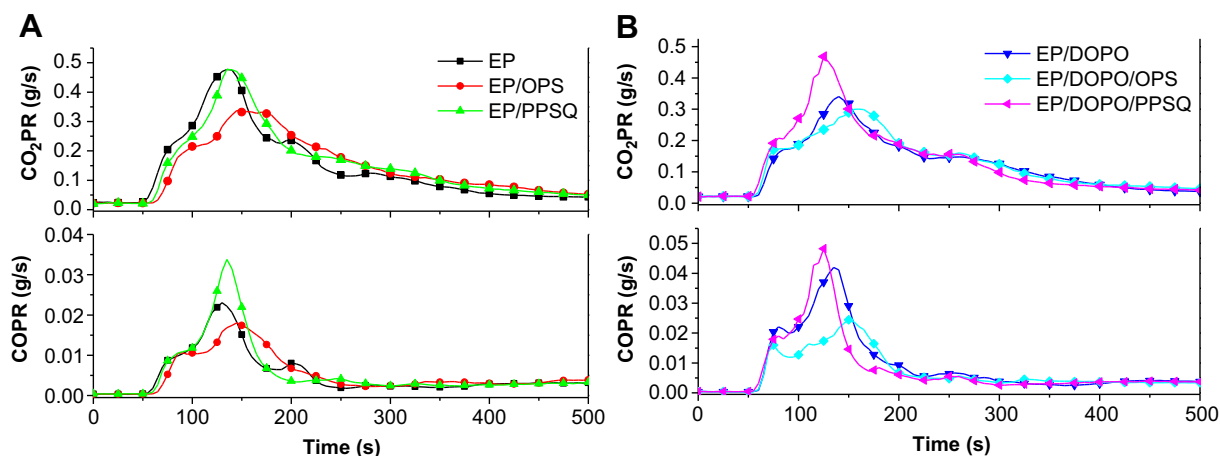 A
CO₂PR (g/s)
0.5
0.4
0.3
0.2
0.1
0.0
EP
EP/OPS
EP/PPSQ
COPR (g/s)
0.04
0.03
0.02
0.01
0.00
0 100 200 300 400 500
Time (s)
B
CO₂PR (g/s)
0.5
0.4
0.3
0.2
0.1
0.0
EP/DOPO
EP/DOPO/OPS
EP/DOPO/PPSQ
COPR (g/s)
0.05
0.04
0.03
0.02
0.01
0.00
0 100 200 300 400 500
Time (s)